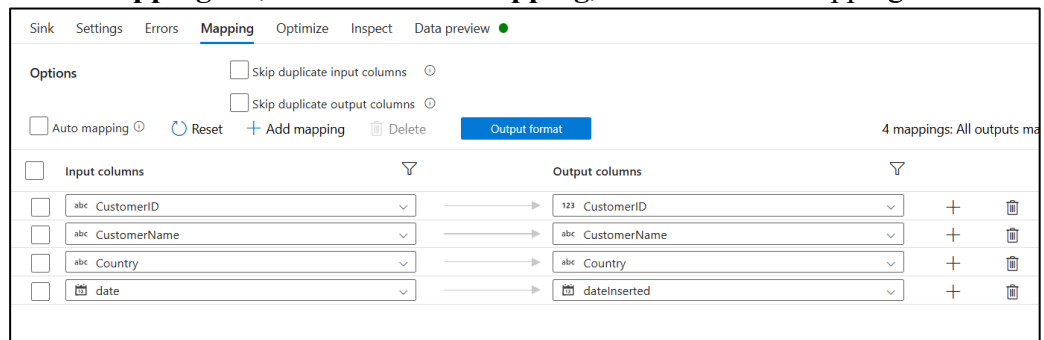 Sink Settings Errors Mapping Optimize Inspect Data preview
Options Skip duplicate input columns
Skip duplicate output columns
Auto mapping Reset + Add mapping Delete Output format 4 mappings: All outputs ma
Input columns Output columns
abc CustomerID 123 CustomerID
abc CustomerName abc CustomerName
abc Country abc Country
12 date 12 dateInserted